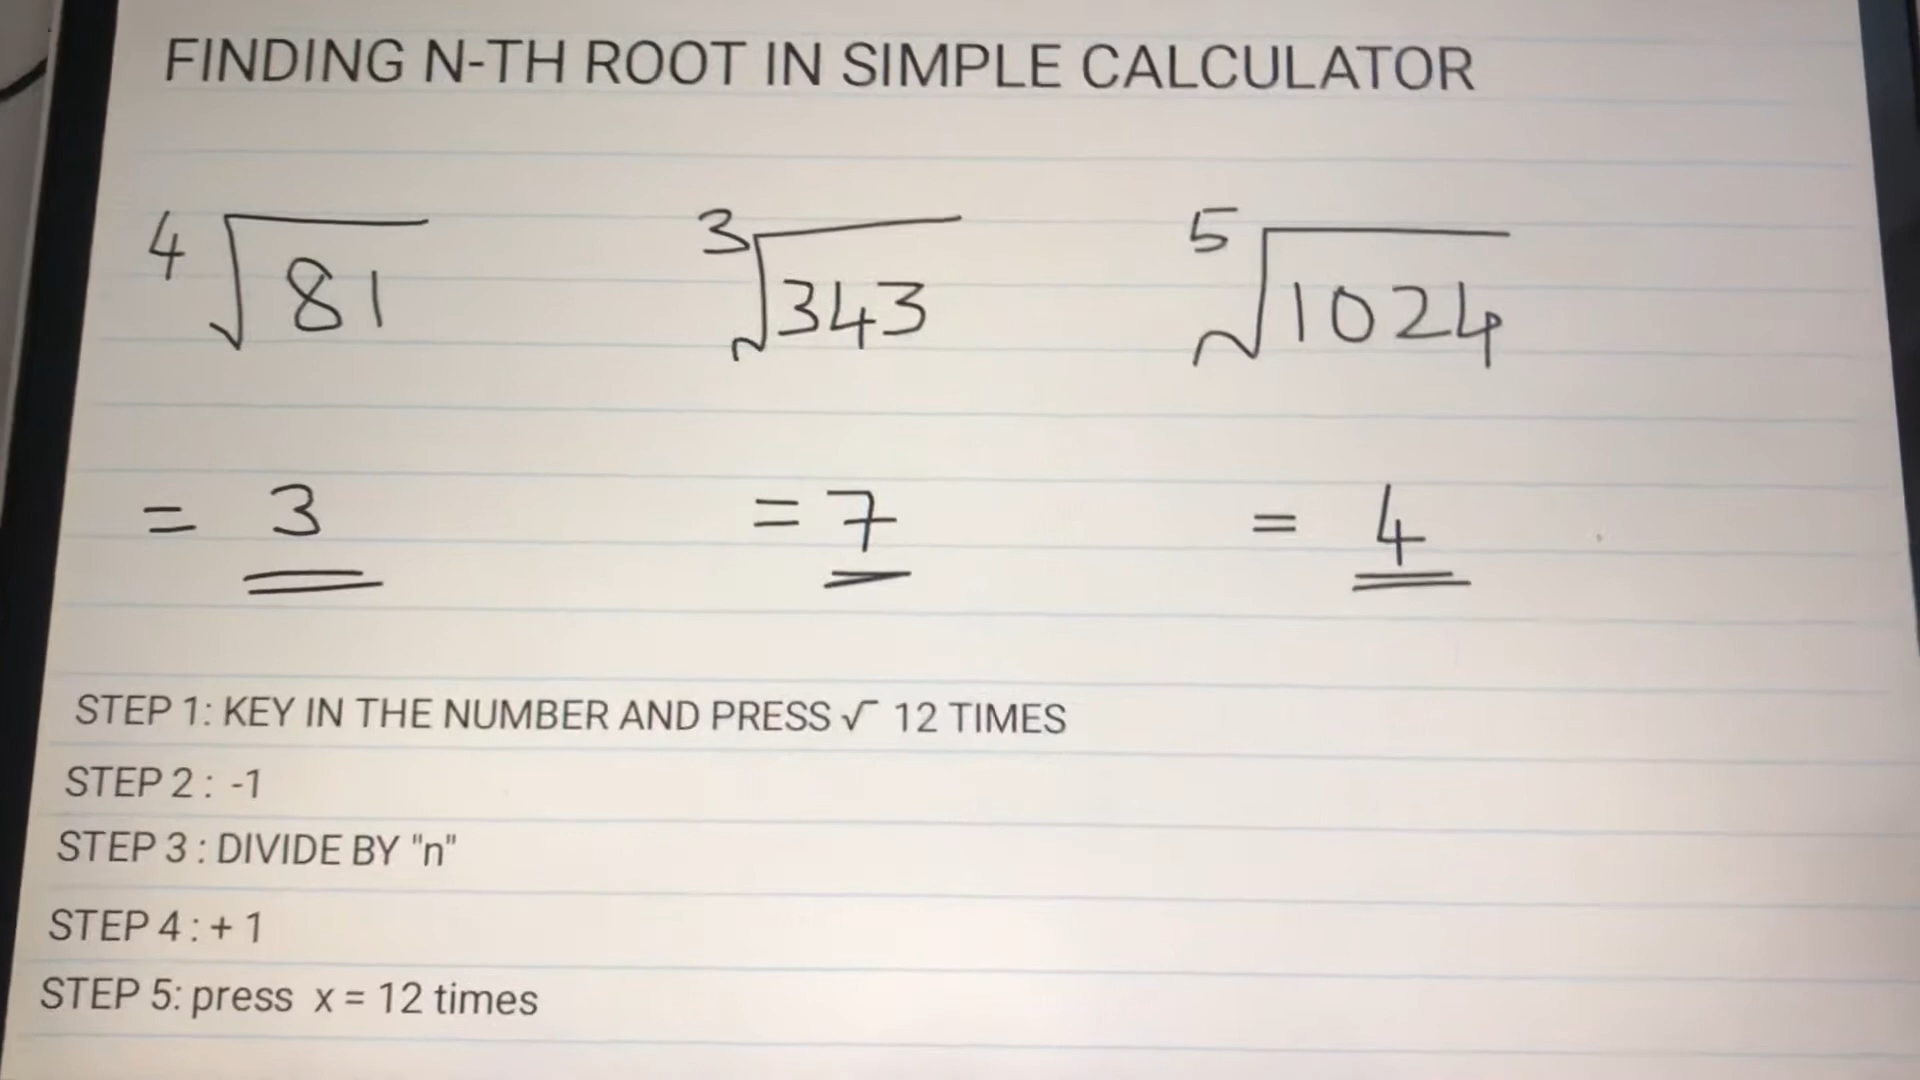 FINDING N-TH ROOT IN SIMPLE CALCULATOR
4√81 3√343 5√1024
= 3 = 7 = 4
STEP 1: KEY IN THE NUMBER AND PRESS √ 12 TIMES
STEP 2 : -1
STEP 3 : DIVIDE BY "n"
STEP 4 : + 1
STEP 5: press x = 12 times